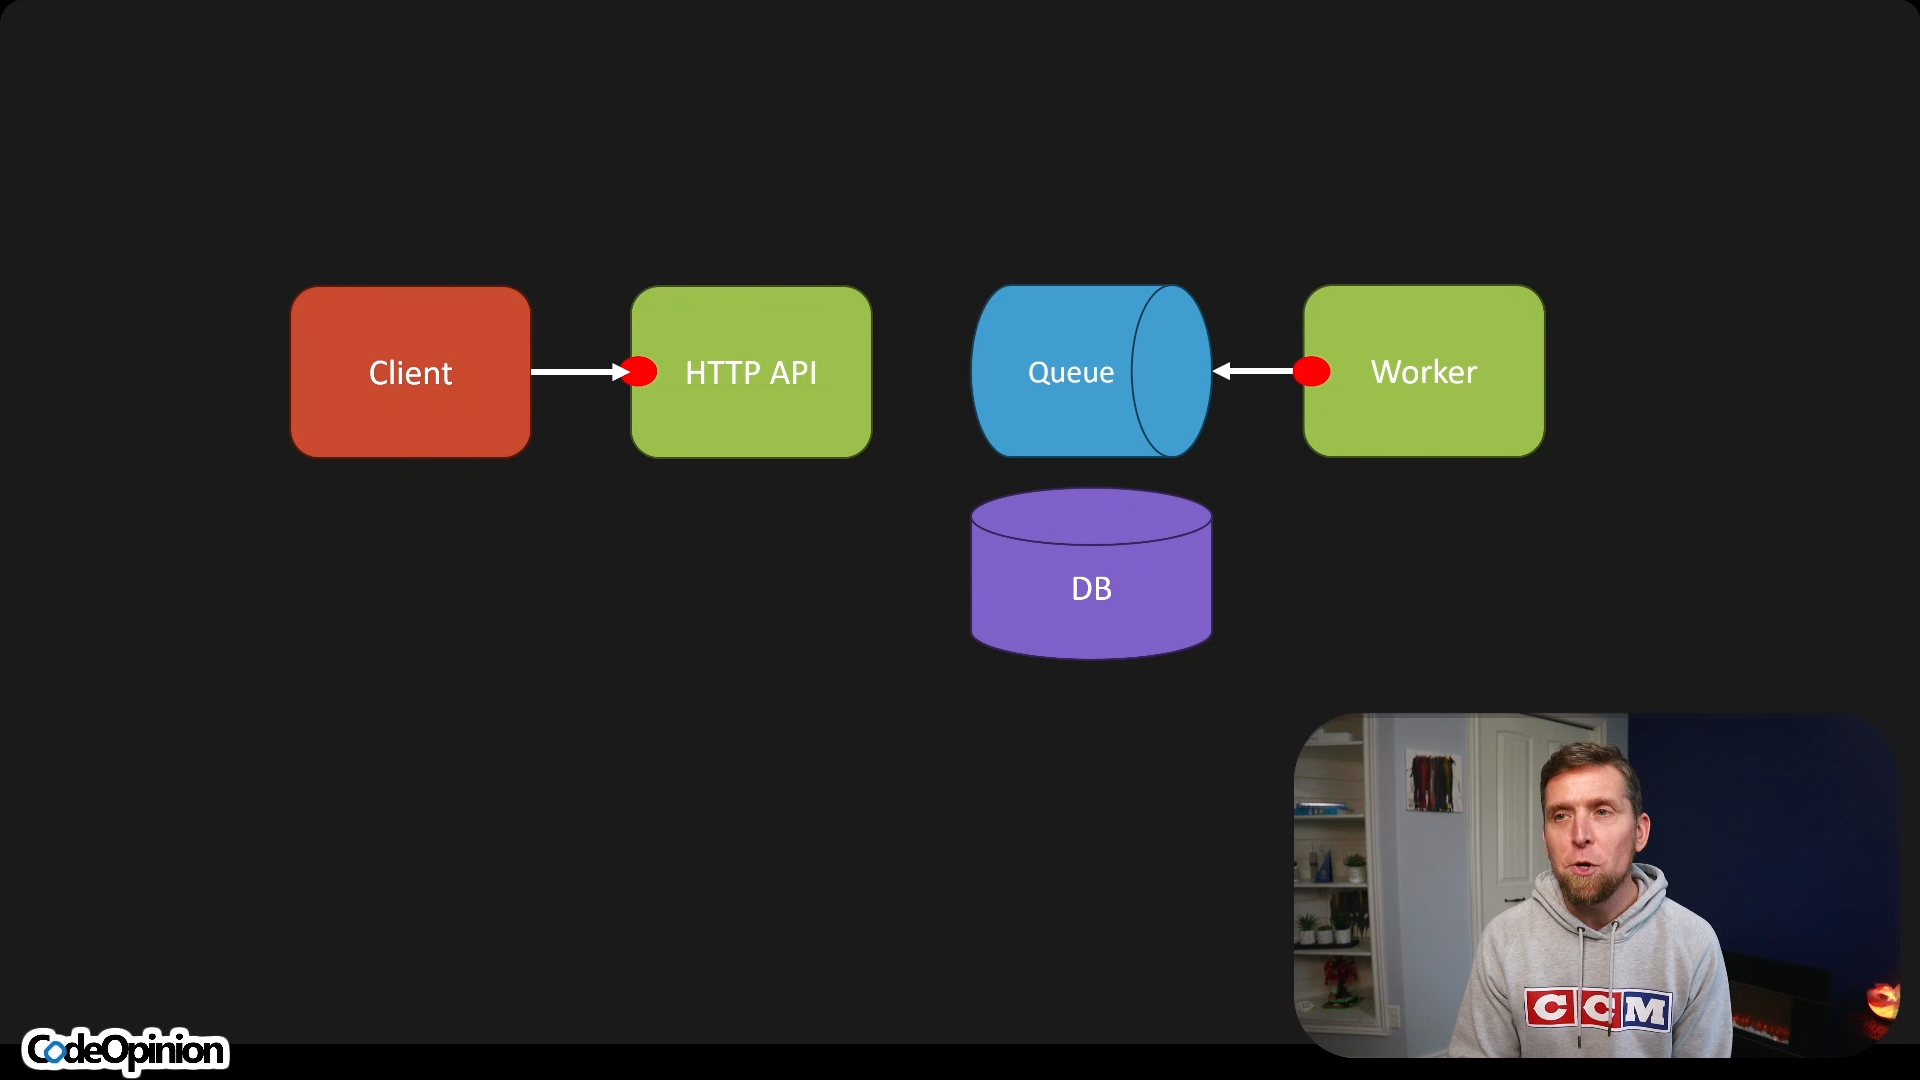 Client
HTTP API
Queue
Worker
DB
CCM
CodeOpinion